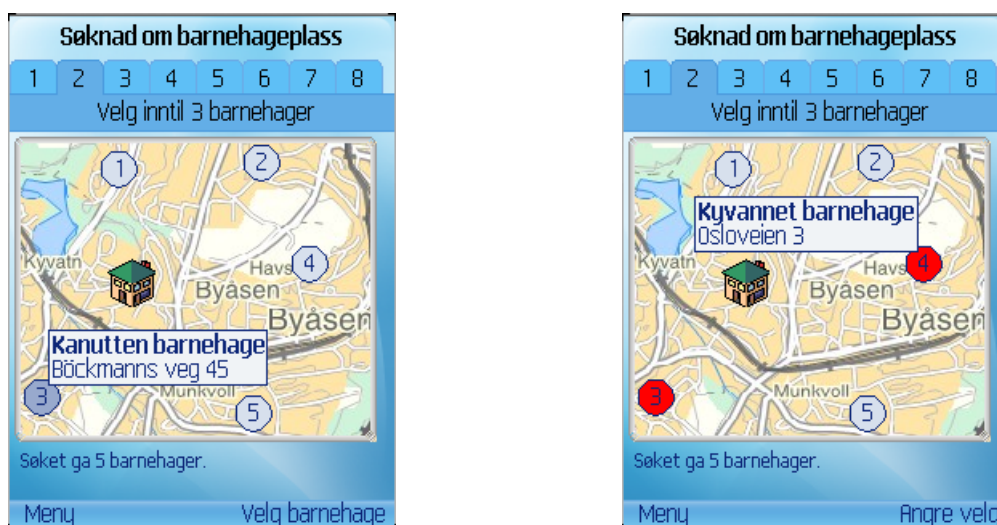 Søknad om barnehageplass
1 2 3 4 5 6 7 8
Velg inntil 3 barnehager
1
2
4
Kyvatn
Havs
Byåsen
Byåsen
Kanutten barnehage
Böckmanns veg 45
3
Munkvoll
5
Søket ga 5 barnehager.
Meny Velg barnehage
Søknad om barnehageplass
1 2 3 4 5 6 7 8
Velg inntil 3 barnehager
1
2
Kyvannet barnehage
Osloveien 3
4
Kyvatn
Havs
Byåsen
Byåsen
3
Munkvoll
5
Søket ga 5 barnehager.
Meny Angre velg